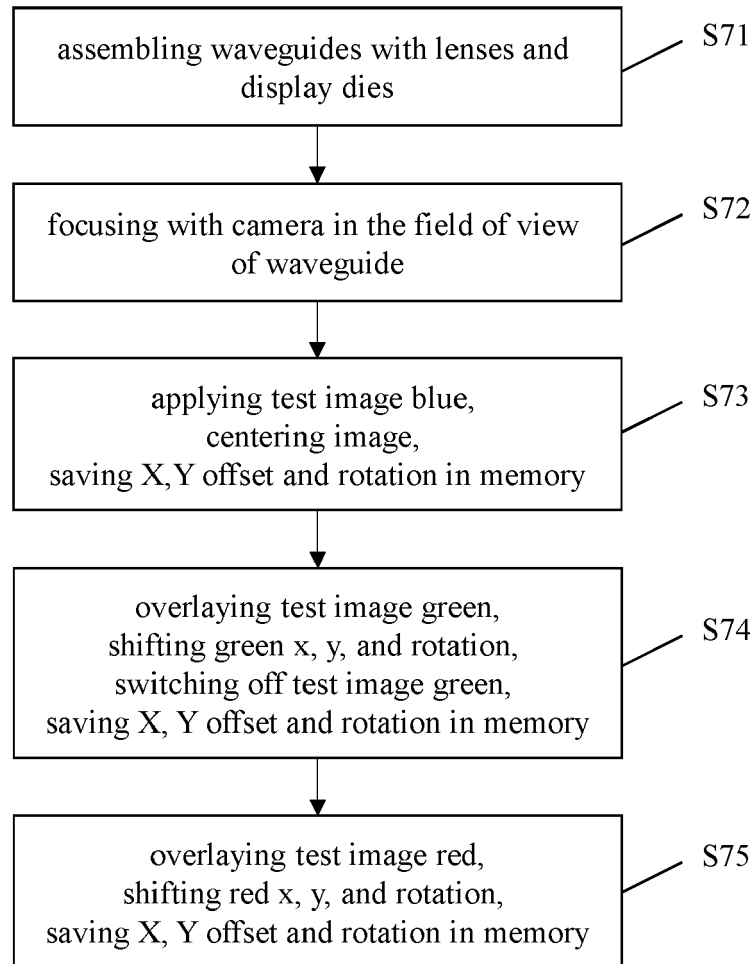 assembling waveguides with lenses and
display dies
S71
focusing with camera in the field of view
of waveguide
S72
applying test image blue,
centering image,
saving X,Y offset and rotation in memory
S73
overlaying test image green,
shifting green x, y, and rotation,
switching off test image green,
saving X, Y offset and rotation in memory
S74
overlaying test image red,
shifting red x, y, and rotation,
saving X, Y offset and rotation in memory
S75